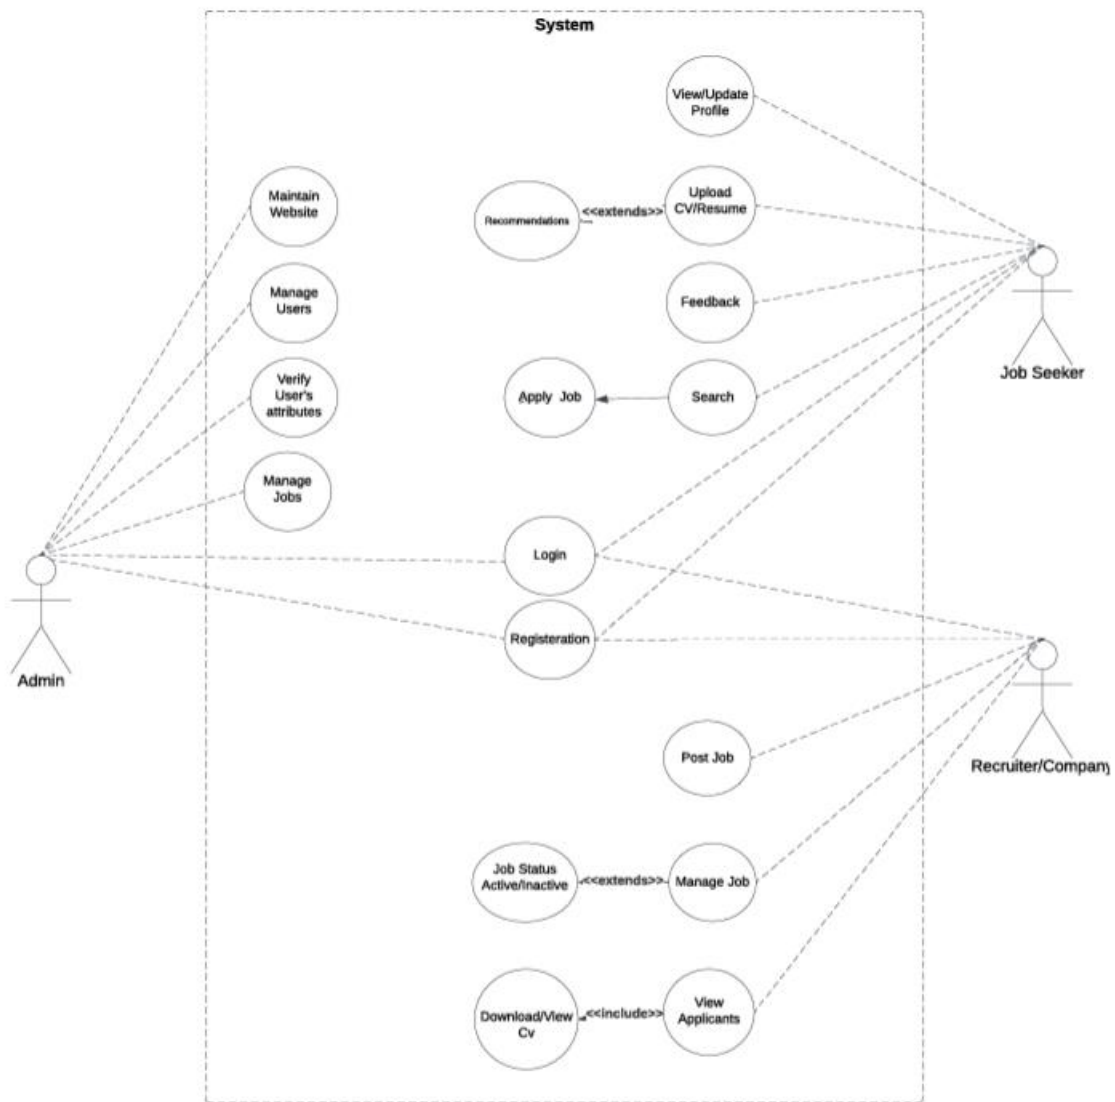 System
View/Update
Profile
Maintain
Website
Recommendations
<<extends>>
Upload
CV/Resume
Manage
Users
Feedback
Job Seeker
Verify
User's
attributes
Apply Job
Search
Manage
Jobs
Login
Registeration
Admin
Post Job
Recruiter/Company
Job Status
Active/Inactive
<<extends>>
Manage Job
Download/View
Cv
<<include>>
View
Applicants